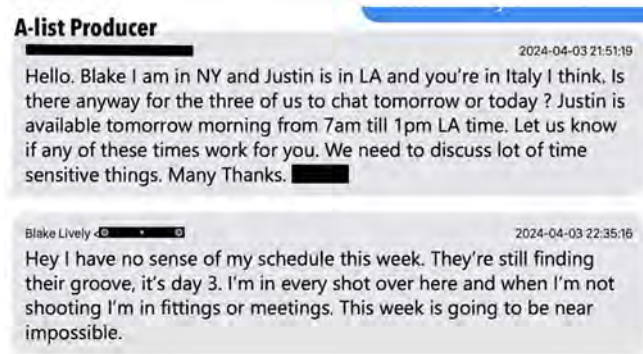 A-list Producer
2024-04-03 21:51:19
Hello. Blake I am in NY and Justin is in LA and you're in Italy I think. Is
there anyway for the three of us to chat tomorrow or today ? Justin is
available tomorrow morning from 7am till 1pm LA time. Let us know
if any of these times work for you. We need to discuss lot of time
sensitive things. Many Thanks.
Blake Lively <
2024-04-03 22:35:16
Hey I have no sense of my schedule this week. They're still finding
their groove, it's day 3. I'm in every shot over here and when I'm not
shooting I'm in fittings or meetings. This week is going to be near
impossible.